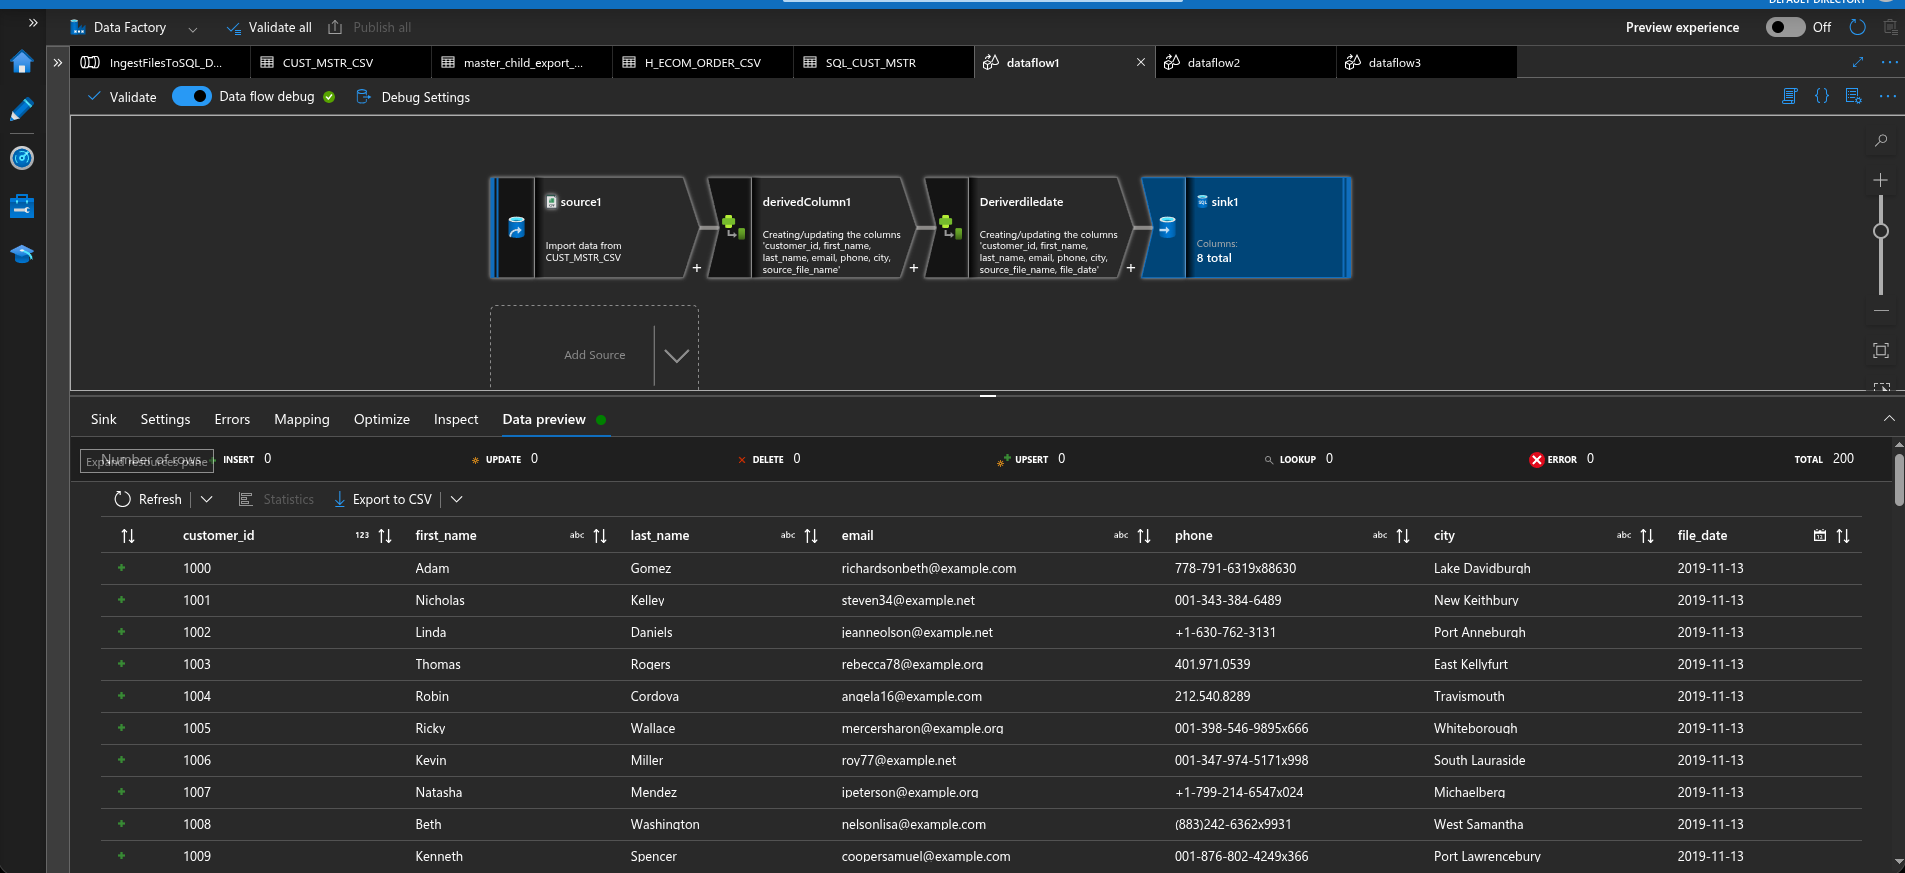 DEFAULT DIRECTORY
Data Factory
Validate all
Publish all
Preview experience
Off
IngestFilesToSQL_D...
CUST_MSTR_CSV
master_child_export_...
H_ECOM_ORDER_CSV
SQL_CUST_MSTR
dataflow1
dataflow2
dataflow3
Validate
Data flow debug
Debug Settings
source1
Import data from
CUST_MSTR_CSV
derivedColumn1
Creating/updating the columns
'customer_id, first_name,
last_name, email, phone, city,
source_file_name'
Deriverdiledate
Creating/updating the columns
'customer_id, first_name,
last_name, email, phone, city,
source_file_name, file_date'
SQL
sink1
Columns:
8 total
Add Source
Sink Settings Errors Mapping Optimize Inspect Data preview
Number of rows
Expand resources pane
INSERT 0 UPDATE 0 DELETE 0 UPSERT 0 LOOKUP 0 ERROR 0 TOTAL 200
Refresh Statistics Export to CSV
customer_id 123 first_name abc last_name abc email abc phone abc city abc file_date
1000 Adam Gomez richardsonbeth@example.com 778-791-6319x88630 Lake Davidburgh 2019-11-13
1001 Nicholas Kelley steven34@example.net 001-343-384-6489 New Keithbury 2019-11-13
1002 Linda Daniels jeanneolson@example.net +1-630-762-3131 Port Anneburgh 2019-11-13
1003 Thomas Rogers rebecca78@example.org 401.971.0539 East Kellyfurt 2019-11-13
1004 Robin Cordova angela16@example.com 212.540.8289 Travismouth 2019-11-13
1005 Ricky Wallace mercersharon@example.org 001-398-546-9895x666 Whiteborough 2019-11-13
1006 Kevin Miller roy77@example.net 001-347-974-5171x998 South Lauraside 2019-11-13
1007 Natasha Mendez jpeterson@example.org +1-799-214-6547x024 Michaelberg 2019-11-13
1008 Beth Washington nelsonlisa@example.com (883)242-6362x9931 West Samantha 2019-11-13
1009 Kenneth Spencer coopersamuel@example.com 001-876-802-4249x366 Port Lawrencebury 2019-11-13